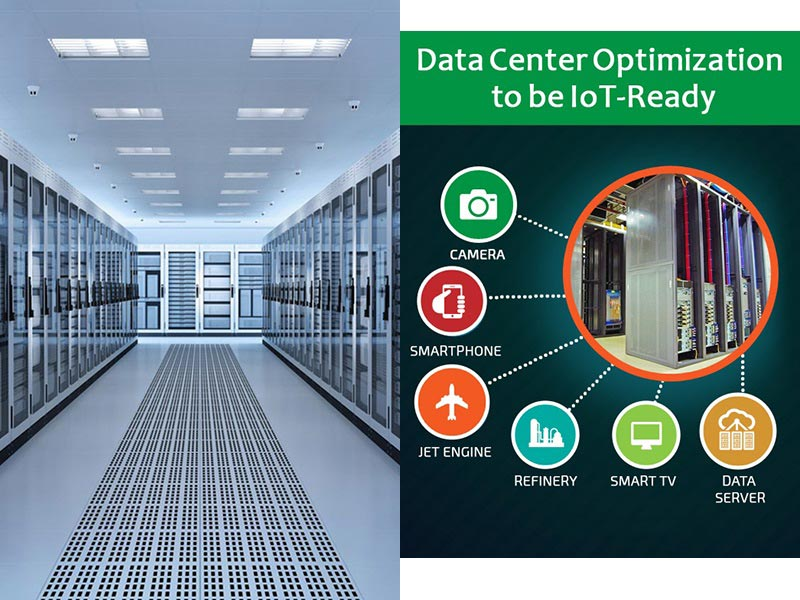 Data Center Optimization
to be IoT-Ready
CAMERA
SMARTPHONE
JET ENGINE
REFINERY
SMART TV
DATA
SERVER